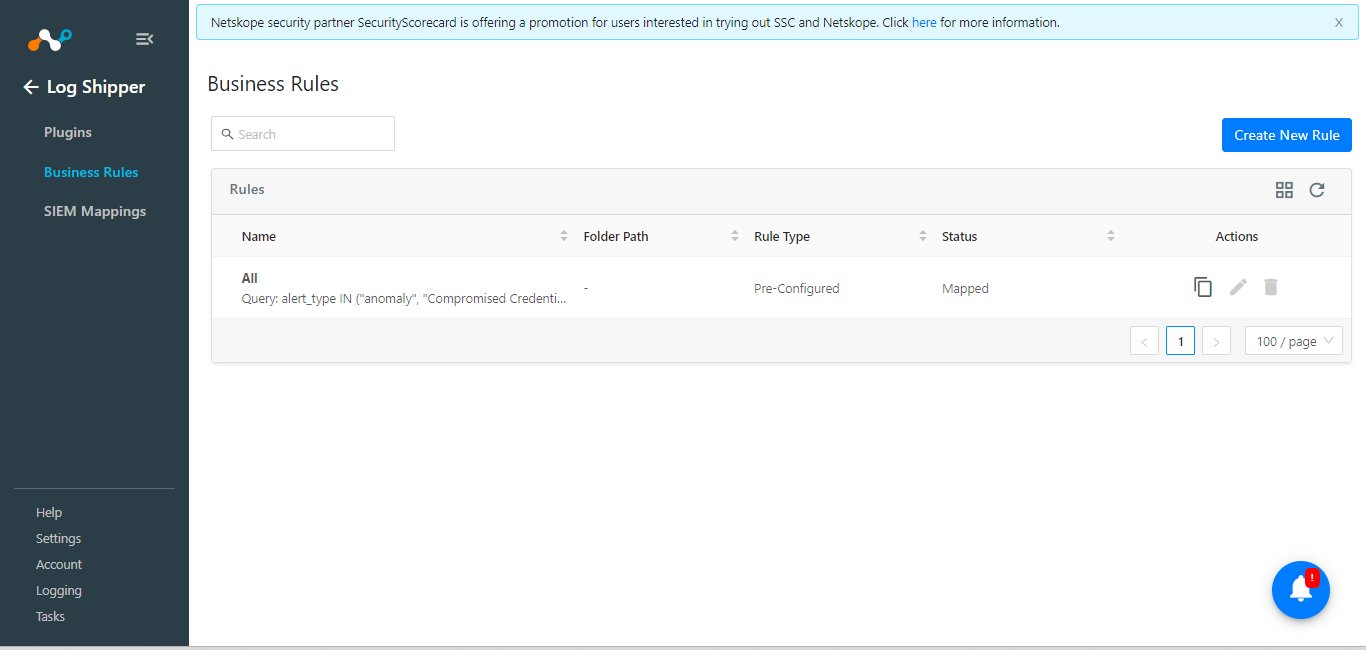 Netskope security partner SecurityScorecard is offering a promotion for users interested in trying out SSC and Netskope. Click here for more information.
Log Shipper
Plugins
Business Rules
SIEM Mappings
Help
Settings
Account
Logging
Tasks
Business Rules
Search
Create New Rule
Rules
Name Folder Path Rule Type Status Actions
All
Query: alert_type IN ("anomaly", "Compromised Credenti...
-
Pre-Configured
Mapped
< 1 > 100 / page
!